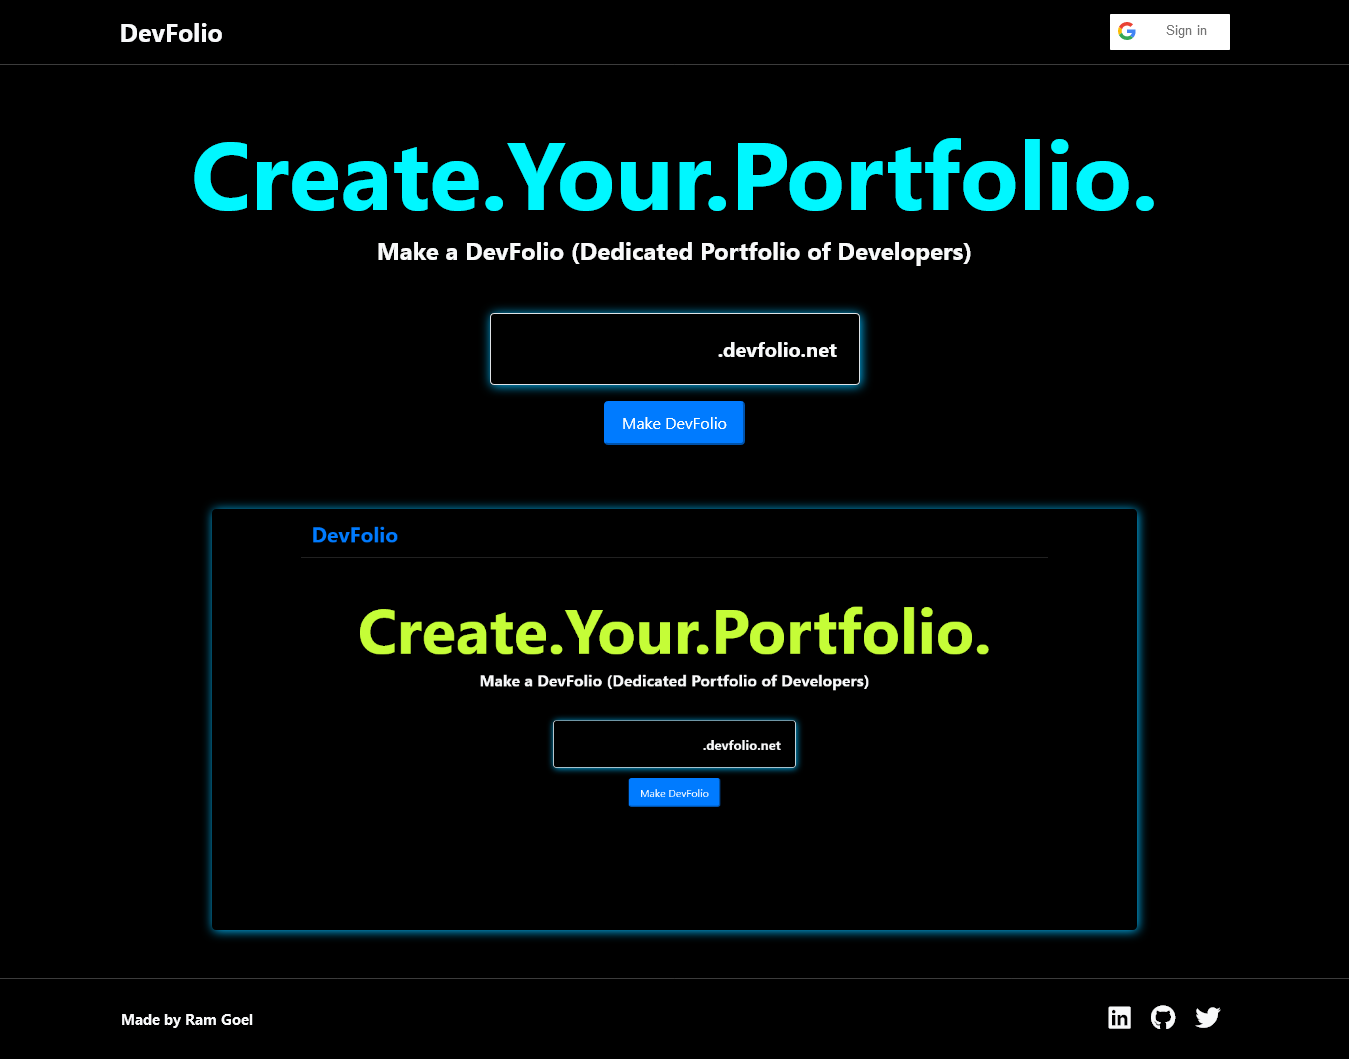 DevFolio
Sign in
Create.Your.Portfolio.
Make a DevFolio (Dedicated Portfolio of Developers)
.devfolio.net
Make DevFolio
DevFolio
Create.Your.Portfolio.
Make a DevFolio (Dedicated Portfolio of Developers)
.devfolio.net
Make DevFolio
Made by Ram Goel